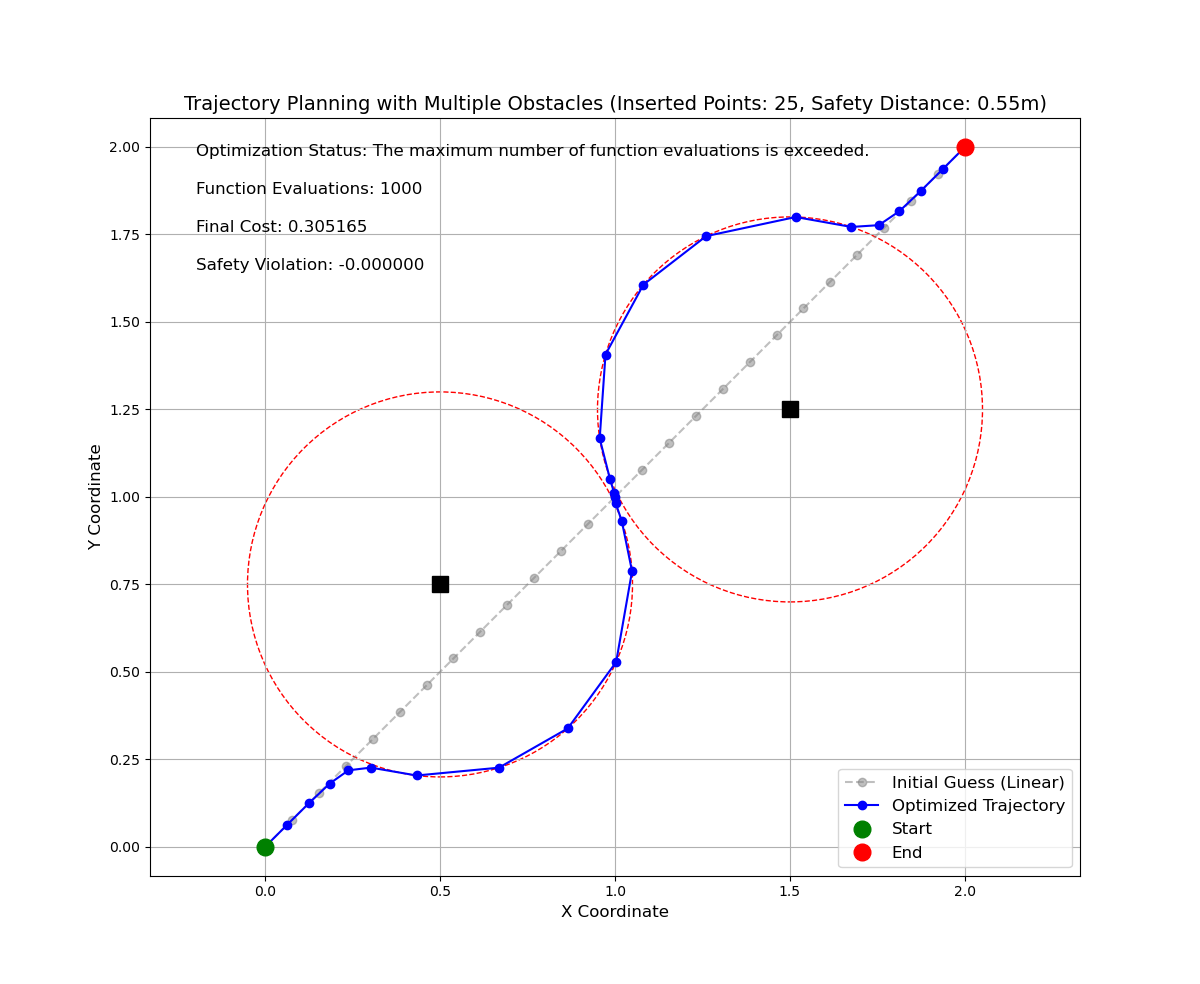 Trajectory Planning with Multiple Obstacles (Inserted Points: 25, Safety Distance: 0.55m)
Optimization Status: The maximum number of function evaluations is exceeded.
Function Evaluations: 1000
Final Cost: 0.305165
Safety Violation: -0.000000
Y Coordinate
2.00
1.75
1.50
1.25
1.00
0.75
0.50
0.25
0.00
Initial Guess (Linear)
Optimized Trajectory
Start
End
0.0
0.5
1.0
1.5
2.0
X Coordinate